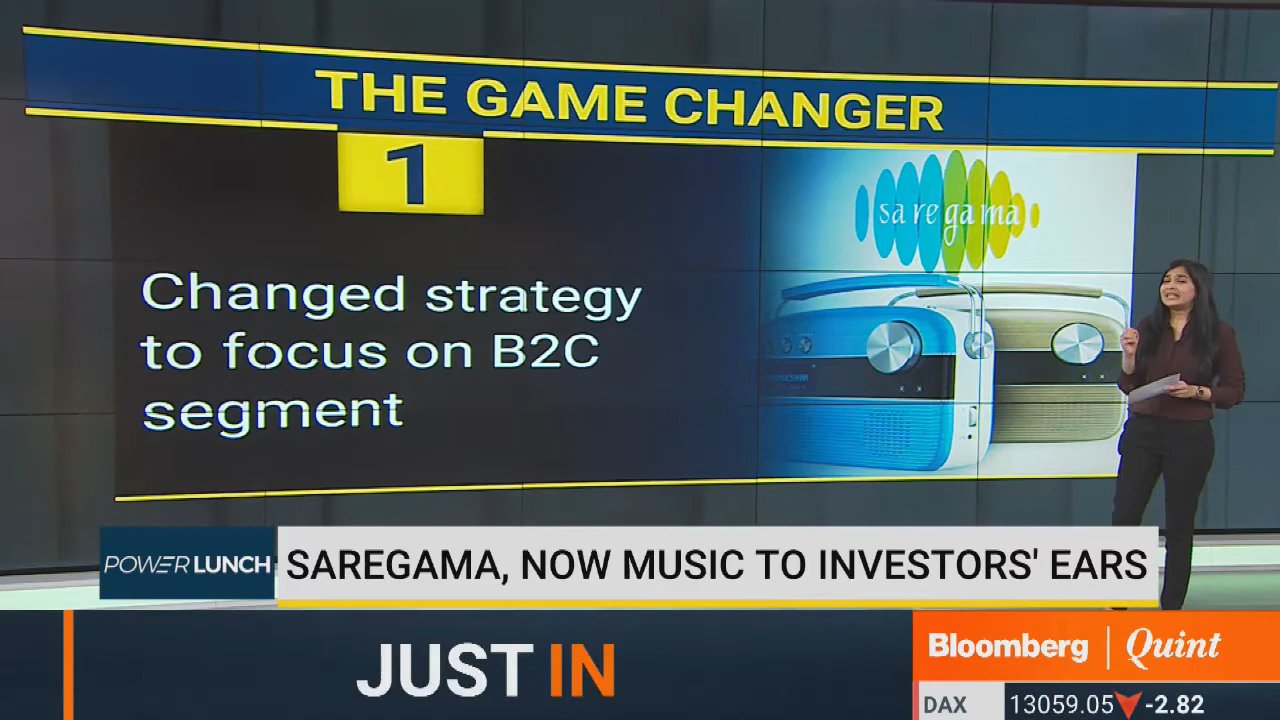 THE GAME CHANGER
1
saregama
Changed strategy
to focus on B2C
segment
POWER LUNCH
SAREGAMA, NOW MUSIC TO INVESTORS' EARS
JUST IN
Bloomberg | Quint
DAX 13059.05 -2.82